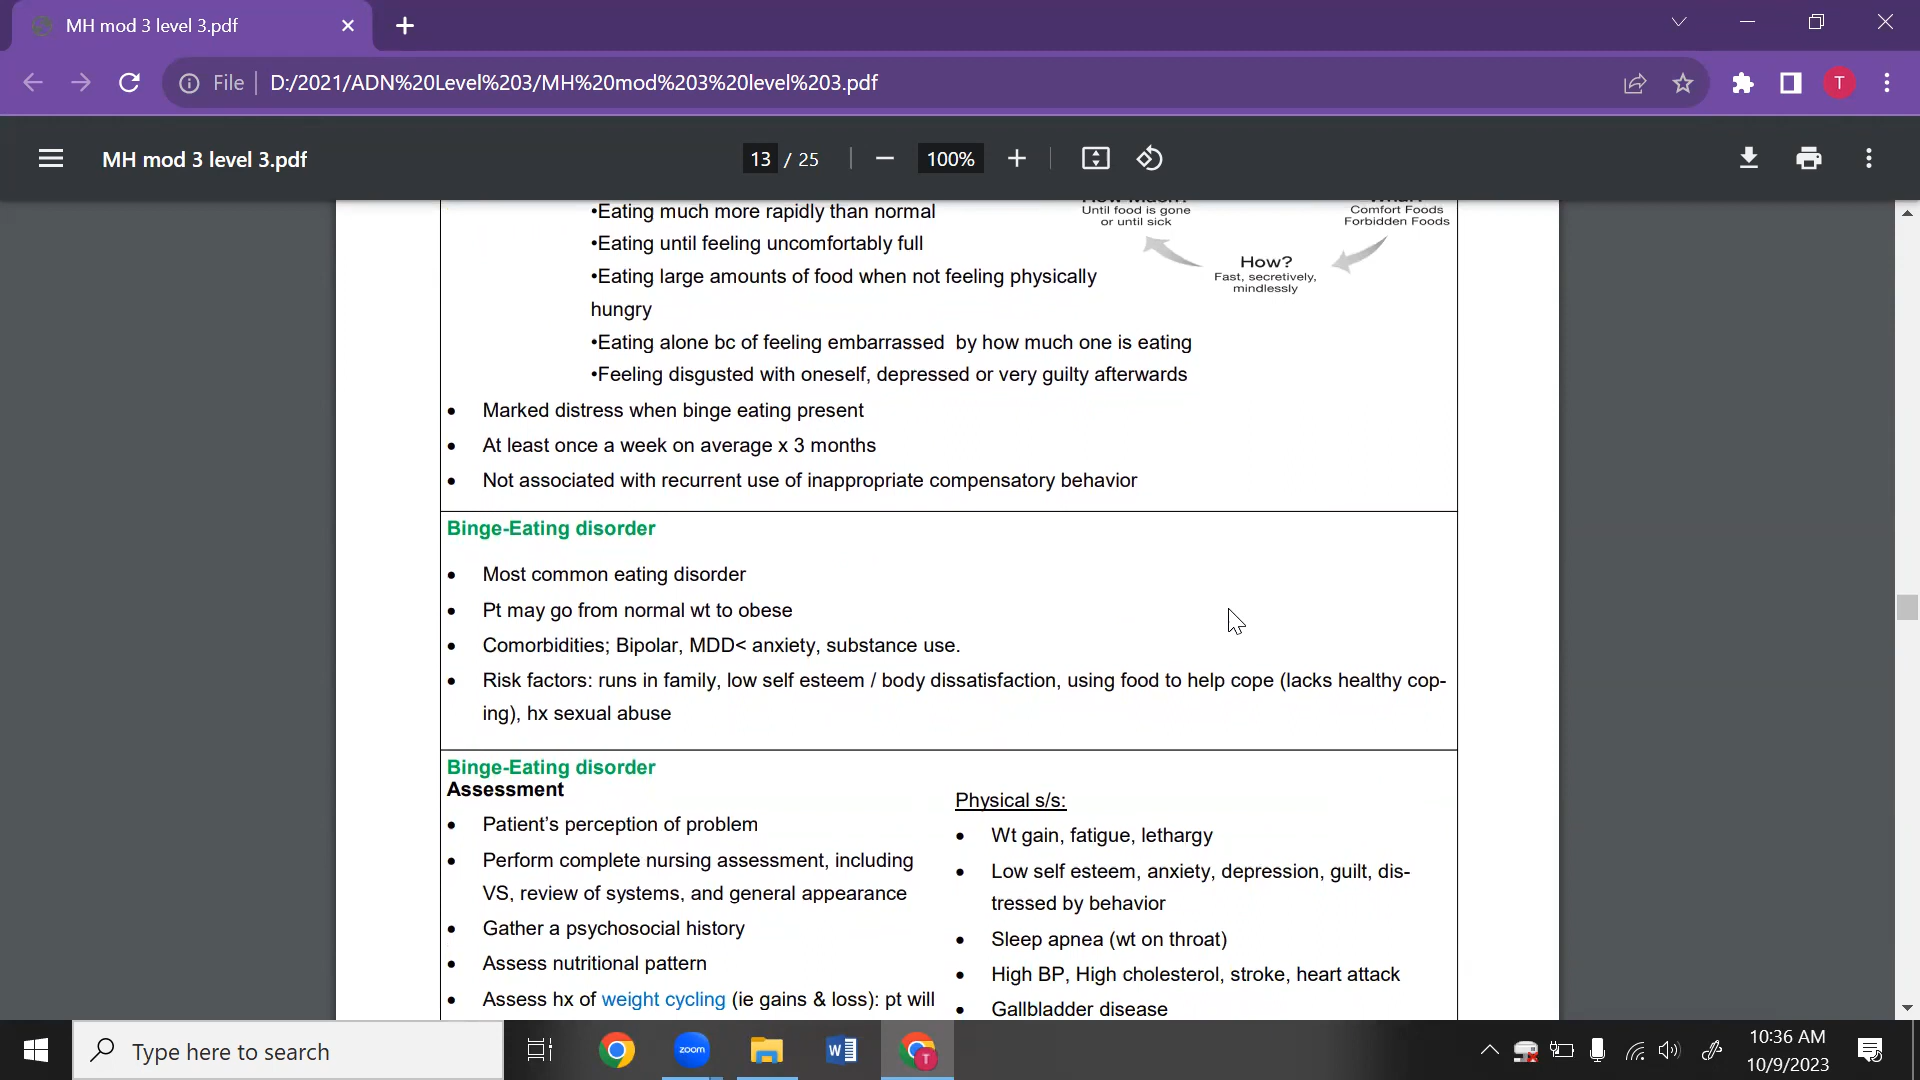 MH mod 3 level 3.pdf
File
D:/2021/ADN%20Level%203/MH%20mod%203%20level%203.pdf
T
MH mod 3 level 3.pdf
13 / 25
100%
•Eating much more rapidly than normal
•Eating until feeling uncomfortably full
•Eating large amounts of food when not feeling physically
hungry
•Eating alone bc of feeling embarrassed by how much one is eating
•Feeling disgusted with oneself, depressed or very guilty afterwards
Until food is gone
or until sick
Comfort Foods
Forbidden Foods
How?
Fast, secretively,
mindlessly
• Marked distress when binge eating present
• At least once a week on average x 3 months
• Not associated with recurrent use of inappropriate compensatory behavior
Binge-Eating disorder
• Most common eating disorder
• Pt may go from normal wt to obese
• Comorbidities; Bipolar, MDD< anxiety, substance use.
• Risk factors: runs in family, low self esteem / body dissatisfaction, using food to help cope (lacks healthy cop-
ing), hx sexual abuse
Binge-Eating disorder
Assessment
• Patient’s perception of problem
• Perform complete nursing assessment, including
VS, review of systems, and general appearance
• Gather a psychosocial history
• Assess nutritional pattern
• Assess hx of weight cycling (ie gains & loss): pt will
Physical s/s:
• Wt gain, fatigue, lethargy
• Low self esteem, anxiety, depression, guilt, dis-
tressed by behavior
• Sleep apnea (wt on throat)
• High BP, High cholesterol, stroke, heart attack
• Gallbladder disease
Type here to search
zoom
W
T
10:36 AM
10/9/2023